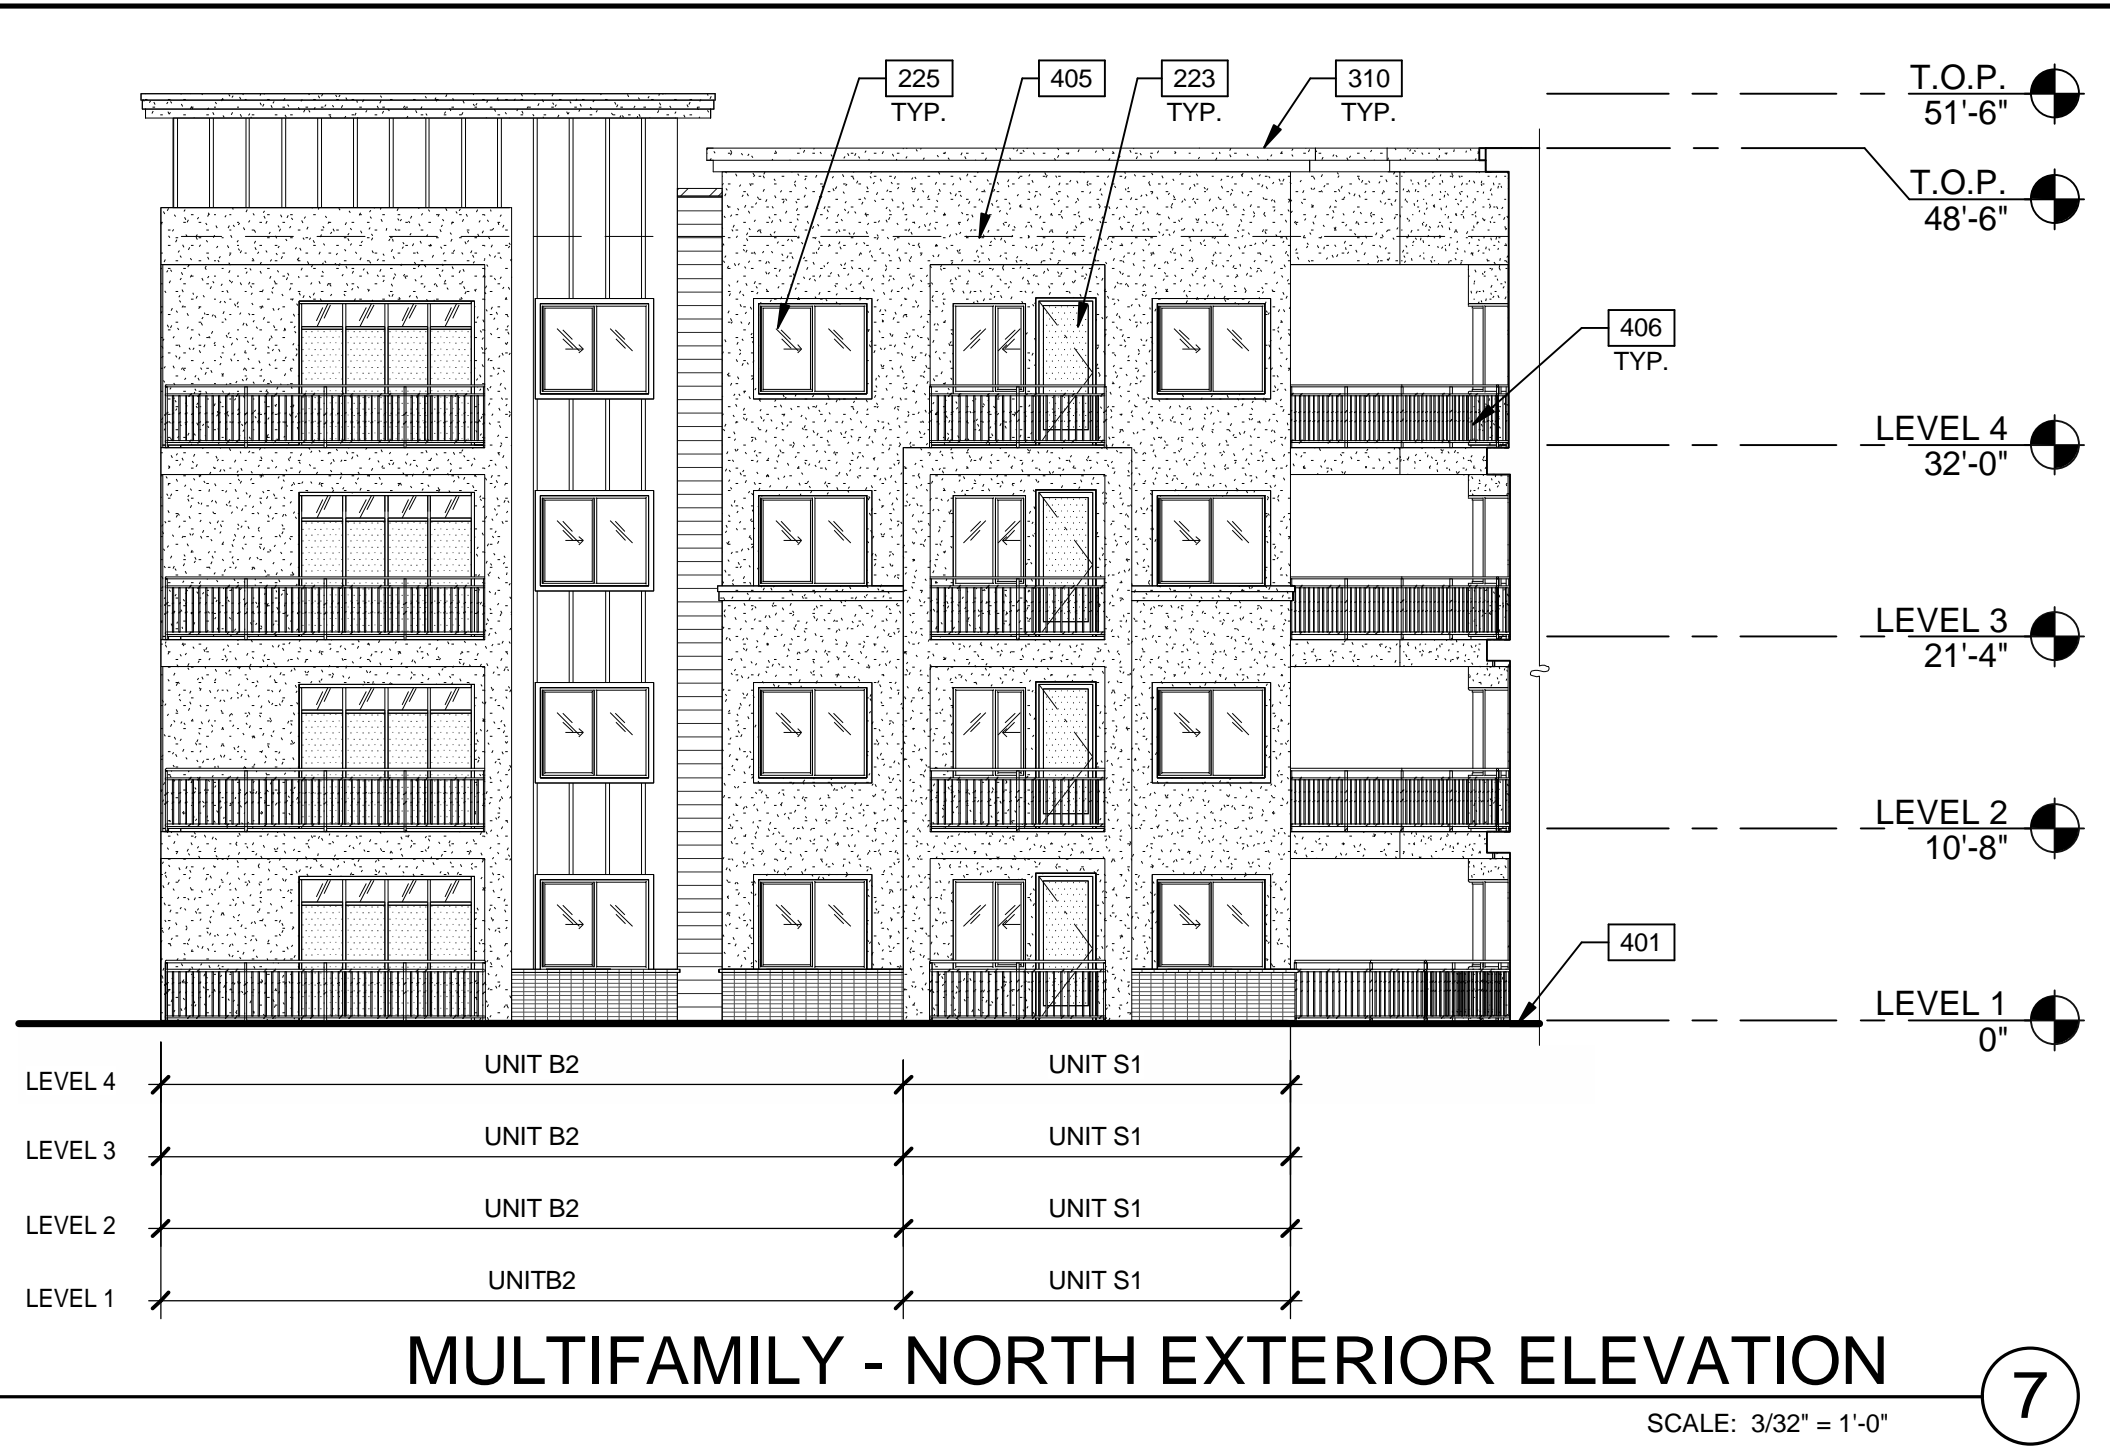 225
TYP.
405
223
TYP.
310
TYP.
T.O.P.
51'-6"
T.O.P.
48'-6"
406
TYP.
LEVEL 4
32'-0"
LEVEL 3
21'-4"
LEVEL 2
10'-8"
401
LEVEL 1
0"
LEVEL 4 UNIT B2 UNIT S1
LEVEL 3 UNIT B2 UNIT S1
LEVEL 2 UNIT B2 UNIT S1
LEVEL 1 UNITB2 UNIT S1
MULTIFAMILY - NORTH EXTERIOR ELEVATION
7
SCALE: 3/32" = 1'-0"